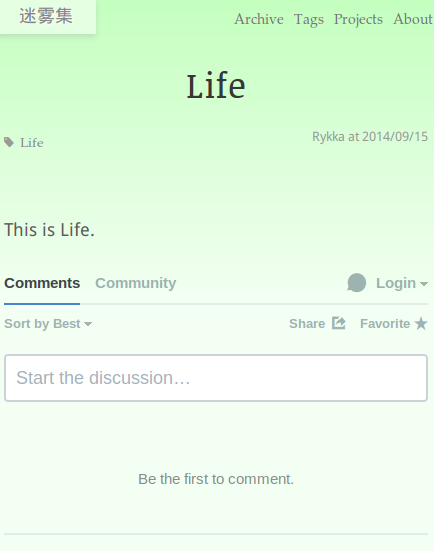 迷雾集
Archive Tags Projects About
Life
Life
Rykka at 2014/09/15
This is Life.
Comments Community Login
Sort by Best Share Favorite
Start the discussion…
Be the first to comment.